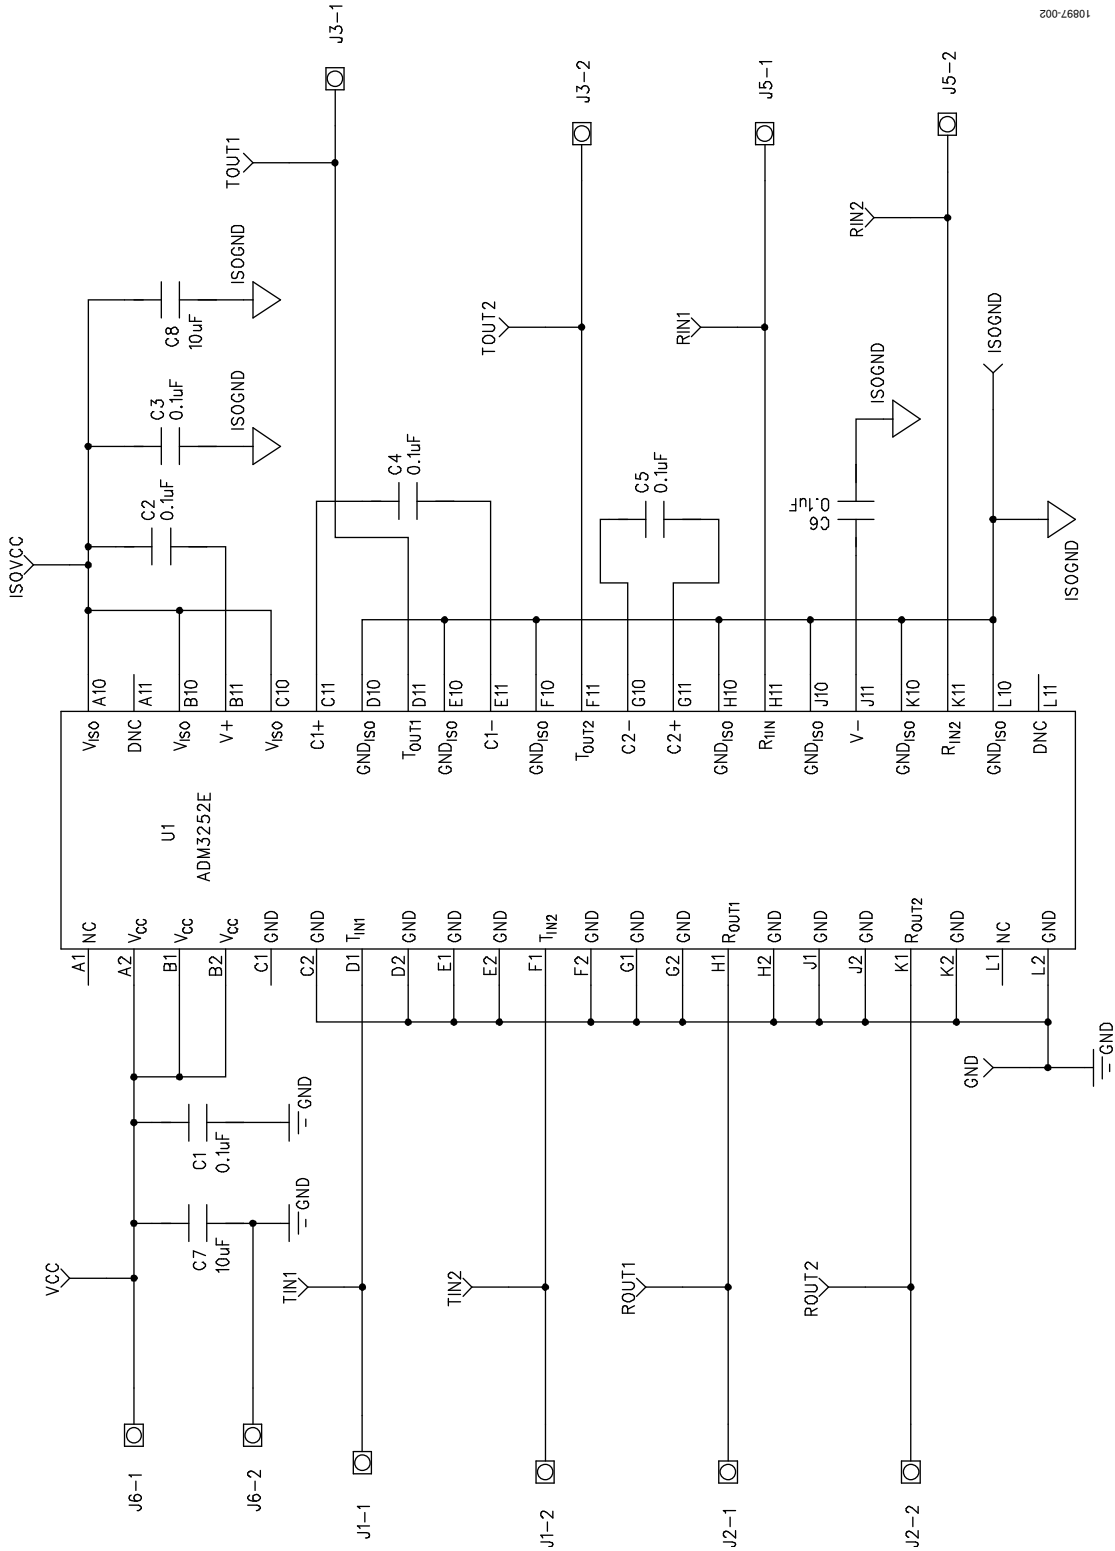 ISOVCC
C2
0.1uF
C3
0.1uF
ISOGND
C8
10uF
ISOGND
TOUT1
J3-1
C4
0.1uF
TOUT2
J3-2
C5
0.1uF
RIN1
J5-1
C6
0.1uF
ISOGND
RIN2
J5-2
ISOGND
ISOGND
A10
A11
B10
B11
C10
C11
D10
D11
E10
E11
F10
F11
G10
G11
H10
H11
J10
J11
K10
K11
L10
L11
VISO
DNC
VISO
V+
VISO
C1+
GNDISO
TOUT1
GNDISO
C1-
GNDISO
TOUT2
C2-
C2+
GNDISO
R1IN
GNDISO
V-
GNDISO
RIN2
GNDISO
DNC
U1
ADM3252E
NC
VCC
VCC
VCC
GND
GND
TIN1
GND
GND
GND
TIN2
GND
GND
GND
ROUT1
GND
GND
GND
ROUT2
GND
NC
GND
A1
A2
B1
B2
C1
C2
D1
D2
E1
E2
F1
F2
G1
G2
H1
H2
J1
J2
K1
K2
L1
L2
VCC
C7
10uF
GND
C1
0.1uF
GND
TIN1
TIN2
ROUT1
ROUT2
GND
GND
J6-1
J6-2
J1-1
J1-2
J2-1
J2-2
10897-002